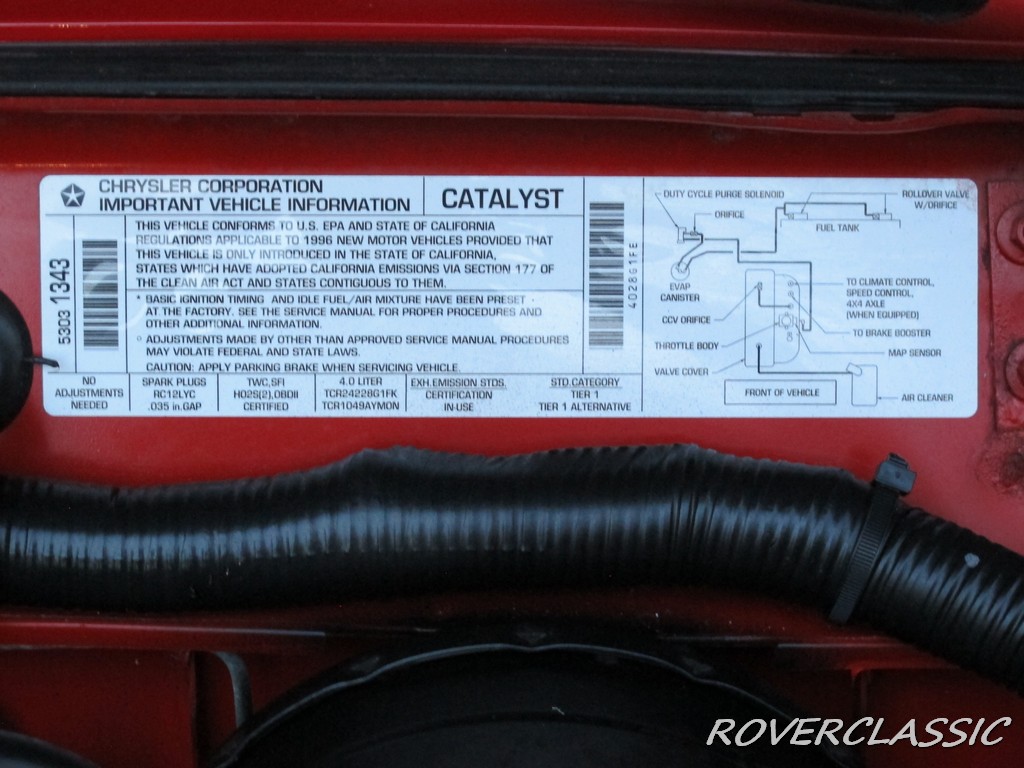 CHRYSLER CORPORATION
IMPORTANT VEHICLE INFORMATION
CATALYST
5303 1343
THIS VEHICLE CONFORMS TO U.S. EPA AND STATE OF CALIFORNIA
REGULATIONS APPLICABLE TO 1996 NEW MOTOR VEHICLES PROVIDED THAT
THIS VEHICLE IS ONLY INTRODUCED IN THE STATE OF CALIFORNIA,
STATES WHICH HAVE ADOPTED CALIFORNIA EMISSIONS VIA SECTION 177 OF
THE CLEAN AIR ACT AND STATES CONTIGUOUS TO THEM.
* BASIC IGNITION TIMING AND IDLE FUEL/AIR MIXTURE HAVE BEEN PRESET
AT THE FACTORY. SEE THE SERVICE MANUAL FOR PROPER PROCEDURES AND
OTHER ADDITIONAL INFORMATION.
○ ADJUSTMENTS MADE BY OTHER THAN APPROVED SERVICE MANUAL PROCEDURES
MAY VIOLATE FEDERAL AND STATE LAWS.
CAUTION: APPLY PARKING BRAKE WHEN SERVICING VEHICLE.
4028G1FE
NO
ADJUSTMENTS
NEEDED
SPARK PLUGS
RC12LYC
.035 in.GAP
TWC,SFI
HO2S(2),OBDII
CERTIFIED
4.0 LITER
TCR24228G1FK
TCR1049AYMON
EXH.EMISSION STDS.
CERTIFICATION
IN-USE
STD.CATEGORY
TIER 1
TIER 1 ALTERNATIVE
DUTY CYCLE PURGE SOLENOID
ORIFICE
ROLLOVER VALVE
W/ORIFICE
FUEL TANK
EVAP
CANISTER
CCV ORIFICE
THROTTLE BODY
VALVE COVER
TO CLIMATE CONTROL,
SPEED CONTROL,
4X4 AXLE
(WHEN EQUIPPED)
TO BRAKE BOOSTER
MAP SENSOR
AIR CLEANER
FRONT OF VEHICLE
ROVERCLASSIC